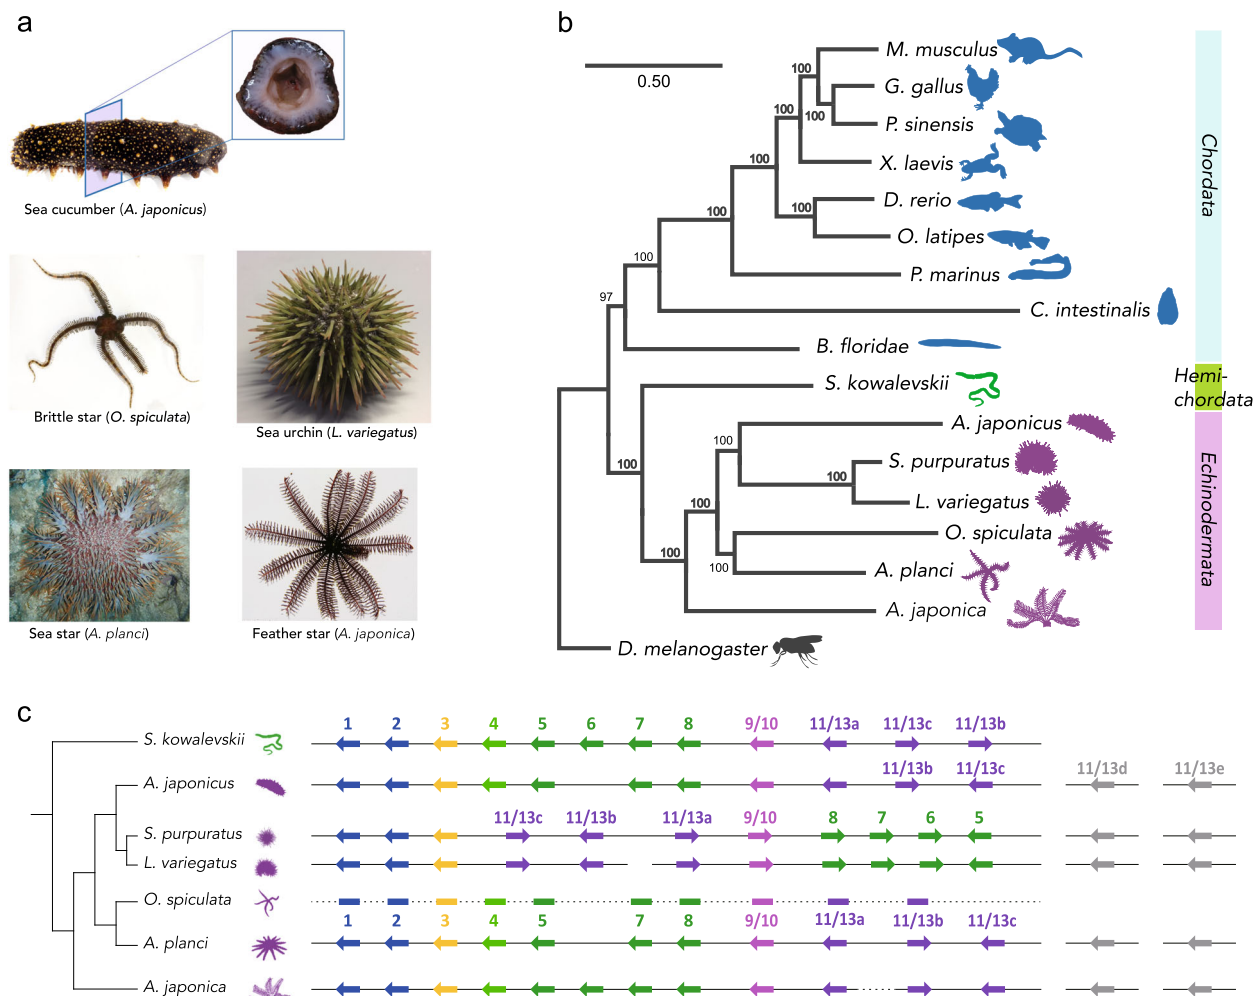 a
Sea cucumber (A. japonicus)
Brittle star (O. spiculata)
Sea urchin (L. variegatus)
Sea star (A. planci)
Feather star (A. japonica)
b
0.50
M. musculus
100
G. gallus
100
P. sinensis
100
X. laevis
100
D. rerio
100
O. latipes
100
P. marinus
100
C. intestinalis
97
B. floridae
Chordata
S. kowalevskii
Hemi-
chordata
A. japonicus
100
S. purpuratus
100
100
L. variegatus
100
O. spiculata
100
A. planci
100
A. japonica
Echinodermata
D. melanogaster
c
1 2 3 4 5 6 7 8 9/10 11/13a 11/13c 11/13b
S. kowalevskii
11/13b 11/13c 11/13d 11/13e
A. japonicus
11/13c 11/13b 11/13a 9/10 8 7 6 5
S. purpuratus
L. variegatus
O. spiculata
1 2 3 4 5 7 8 9/10 11/13a 11/13b 11/13c
A. planci
A. japonica